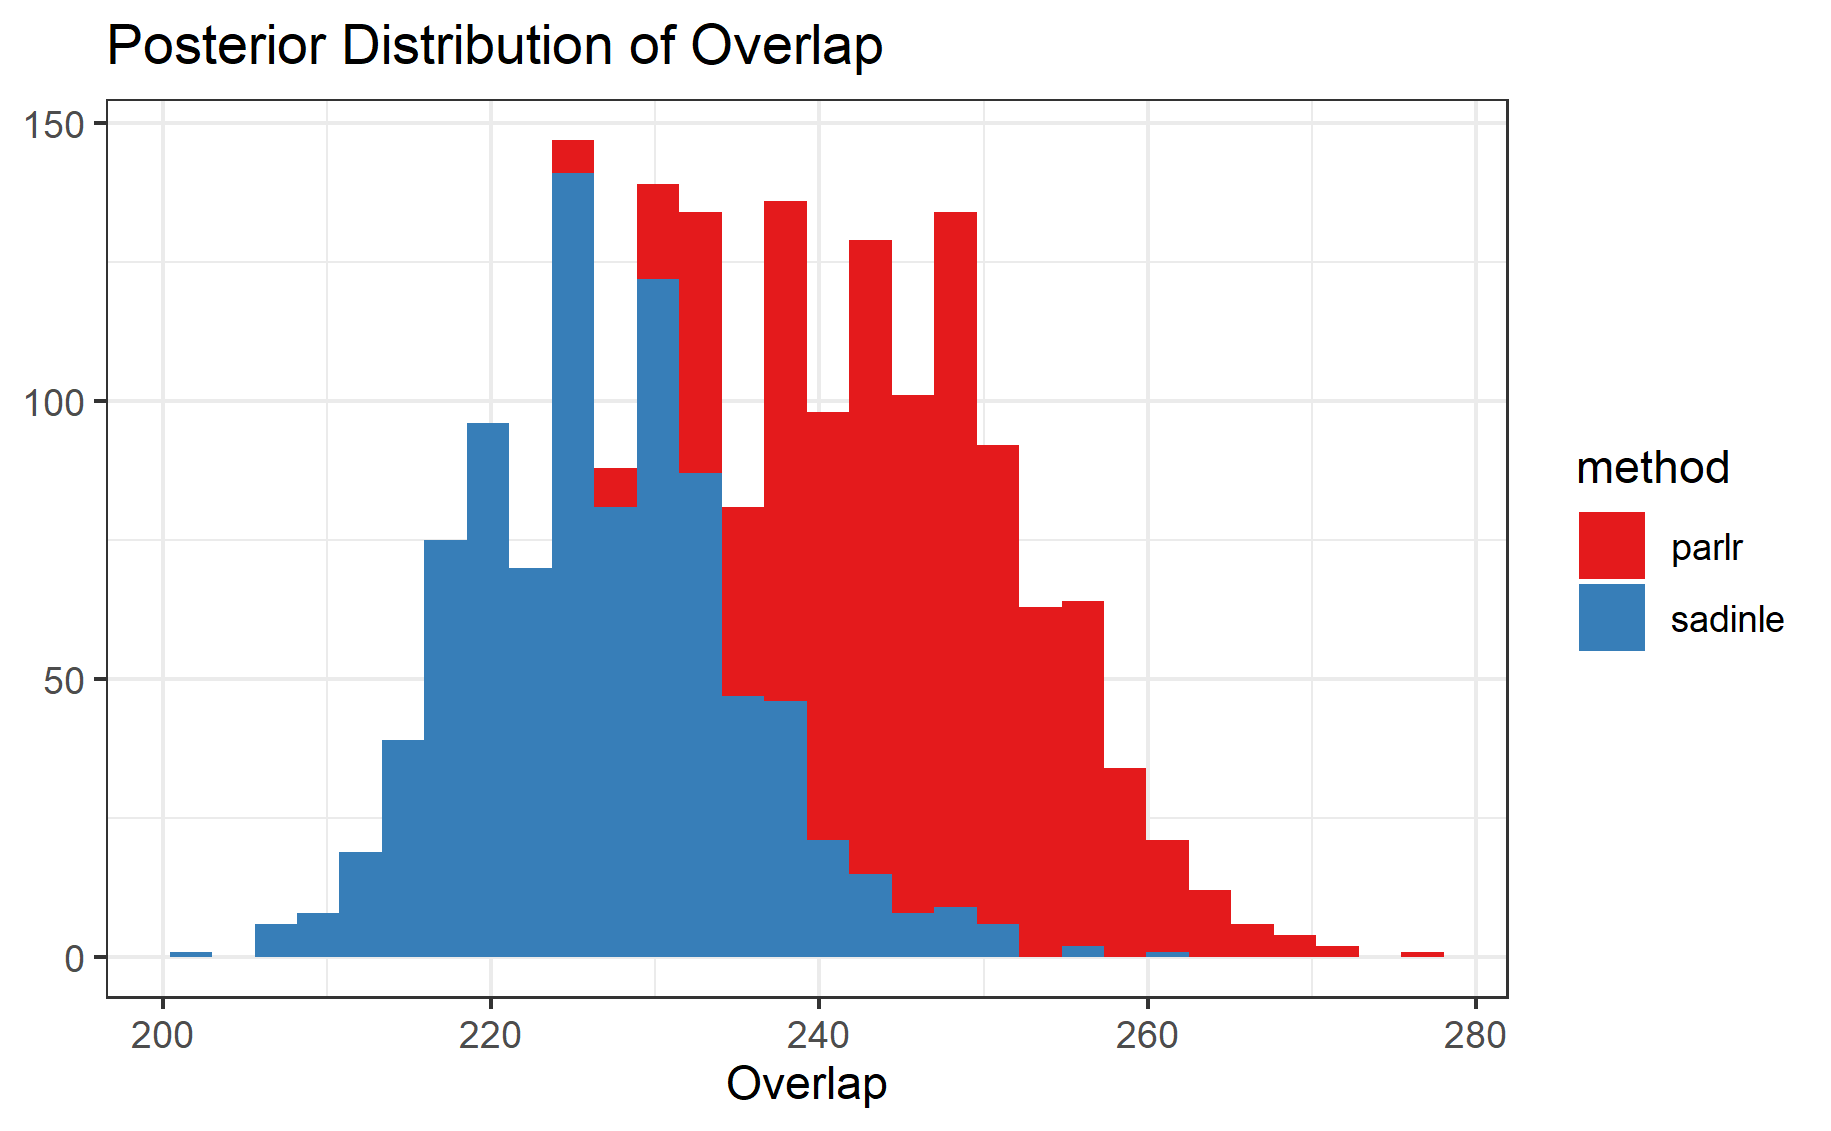 Posterior Distribution of Overlap
150
100
50
0
200 220 240 260 280
Overlap
method
parlr
sadinle